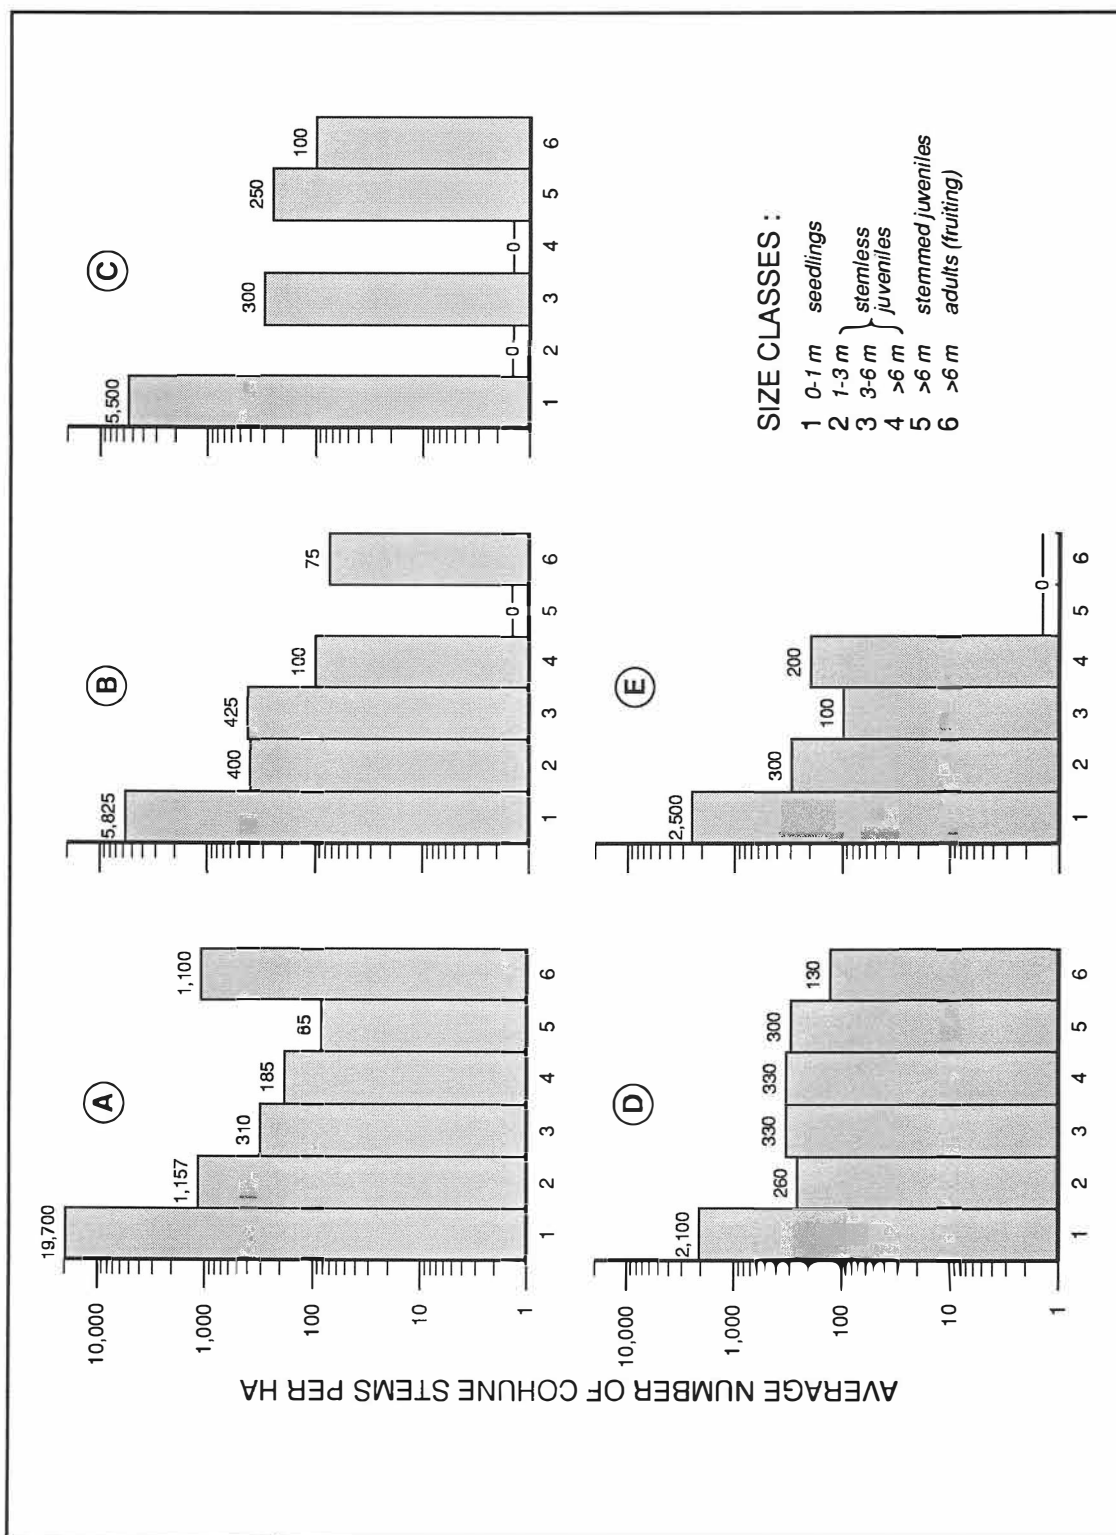 AVERAGE NUMBER OF COHUNE STEMS PER HA
A
10,000
1,000
100
10
1
19,700
1,157
310
185
85
1,100
1 2 3 4 5 6
B
5,825
400
425
100
0
75
1 2 3 4 5 6
C
5,500
0
300
0
250
100
1 2 3 4 5 6
D
10,000
1,000
100
10
1
2,100
260
330
330
300
130
1 2 3 4 5 6
E
2,500
300
100
200
0
1 2 3 4 5 6
SIZE CLASSES :
1 0-1 m seedlings
2 1-3 m
3 3-6 m stemless
4 >6 m juveniles
5 >6 m stemmed juveniles
6 >6 m adults (fruiting)